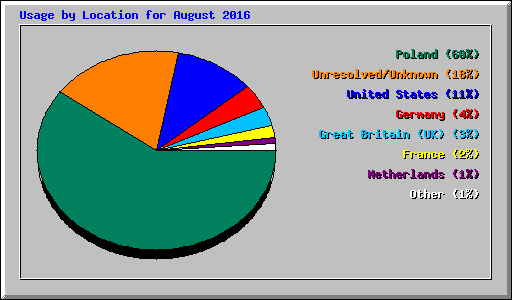 Usage by Location for August 2016
Poland (60%)
Unresolved/Unknown (18%)
United States (11%)
Germany (4%)
Great Britain (UK) (3%)
France (2%)
Netherlands (1%)
Other (1%)